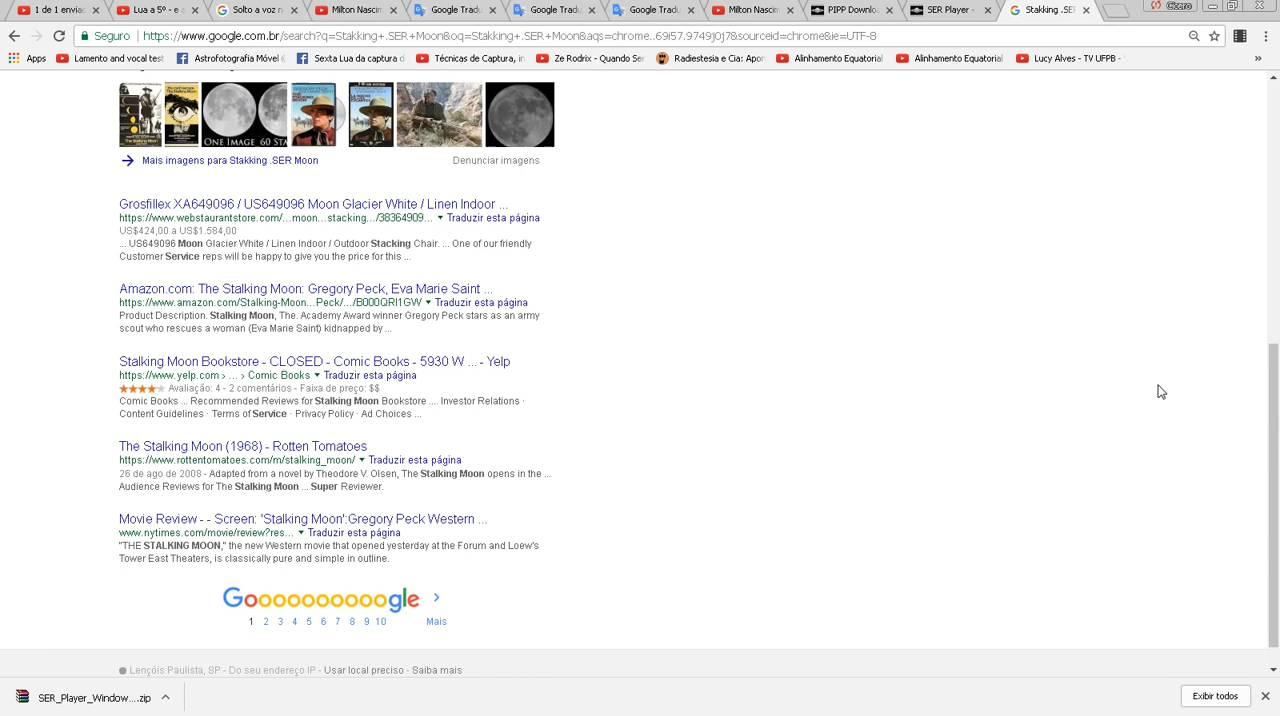 1 de 1 enviac
Lua a 5º - e
Solto a voz n
Milton Nascin
Google Tradu
Google Tradu
Google Tradu
Milton Nascin
PIPP Downloa
SER Player -
Stakking .SE
Cicero
Seguro
https://www.google.com.br/search?q=Stakking+.SER+Moon&oq=Stakking+.SER+Moon&aqs=chrome..69i57.9749j0j7&sourceid=chrome&ie=UTF-8
Apps
Lamento and vocal test
Astrofotografia Móvel
Sexta Lua da captura d
Técnicas de Captura, in
Ze Rodrix - Quando Ser
Radiestesia e Cia: Apon
Alinhamento Equatorial
Alinhamento Equatorial
Lucy Alves - TV UFPB -
ONE IMAGE 60 STA
Mais imagens para Stakking .SER Moon
Denunciar imagens
Grosfillex XA649096 / US649096 Moon Glacier White / Linen Indoor ...
https://www.webstaurantstore.com/...moon...stacking.../38364909... ▾ Traduzir esta página
US$424,00 a US$1.584,00
... US649096 Moon Glacier White / Linen Indoor / Outdoor Stacking Chair. ... One of our friendly
Customer Service reps will be happy to give you the price for this ...
Amazon.com: The Stalking Moon: Gregory Peck, Eva Marie Saint ...
https://www.amazon.com/Stalking-Moon...Peck/.../B000QRI1GW ▾ Traduzir esta página
Product Description. Stalking Moon, The. Academy Award winner Gregory Peck stars as an army
scout who rescues a woman (Eva Marie Saint) kidnapped by ...
Stalking Moon Bookstore - CLOSED - Comic Books - 5930 W ... - Yelp
https://www.yelp.com › ... › Comic Books ▾ Traduzir esta página
Avaliação: 4 - 2 comentários - Faixa de preço: $$
Comic Books ... Recommended Reviews for Stalking Moon Bookstore .... Investor Relations ·
Content Guidelines · Terms of Service · Privacy Policy · Ad Choices ...
The Stalking Moon (1968) - Rotten Tomatoes
https://www.rottentomatoes.com/m/stalking_moon/ ▾ Traduzir esta página
26 de ago de 2008 - Adapted from a novel by Theodore V. Olsen, The Stalking Moon opens in the ...
Audience Reviews for The Stalking Moon ... Super Reviewer.
Movie Review - - Screen: 'Stalking Moon':Gregory Peck Western ...
www.nytimes.com/movie/review?res... ▾ Traduzir esta página
"THE STALKING MOON," the new Western movie that opened yesterday at the Forum and Loew's
Tower East Theaters, is classically pure and simple in outline.
Goooooooooogle >
1 2 3 4 5 6 7 8 9 10 Mais
Lençóis Paulista, SP - Do seu endereço IP - Usar local preciso - Saiba mais
SER_Player_Window....zip
Exibir todos